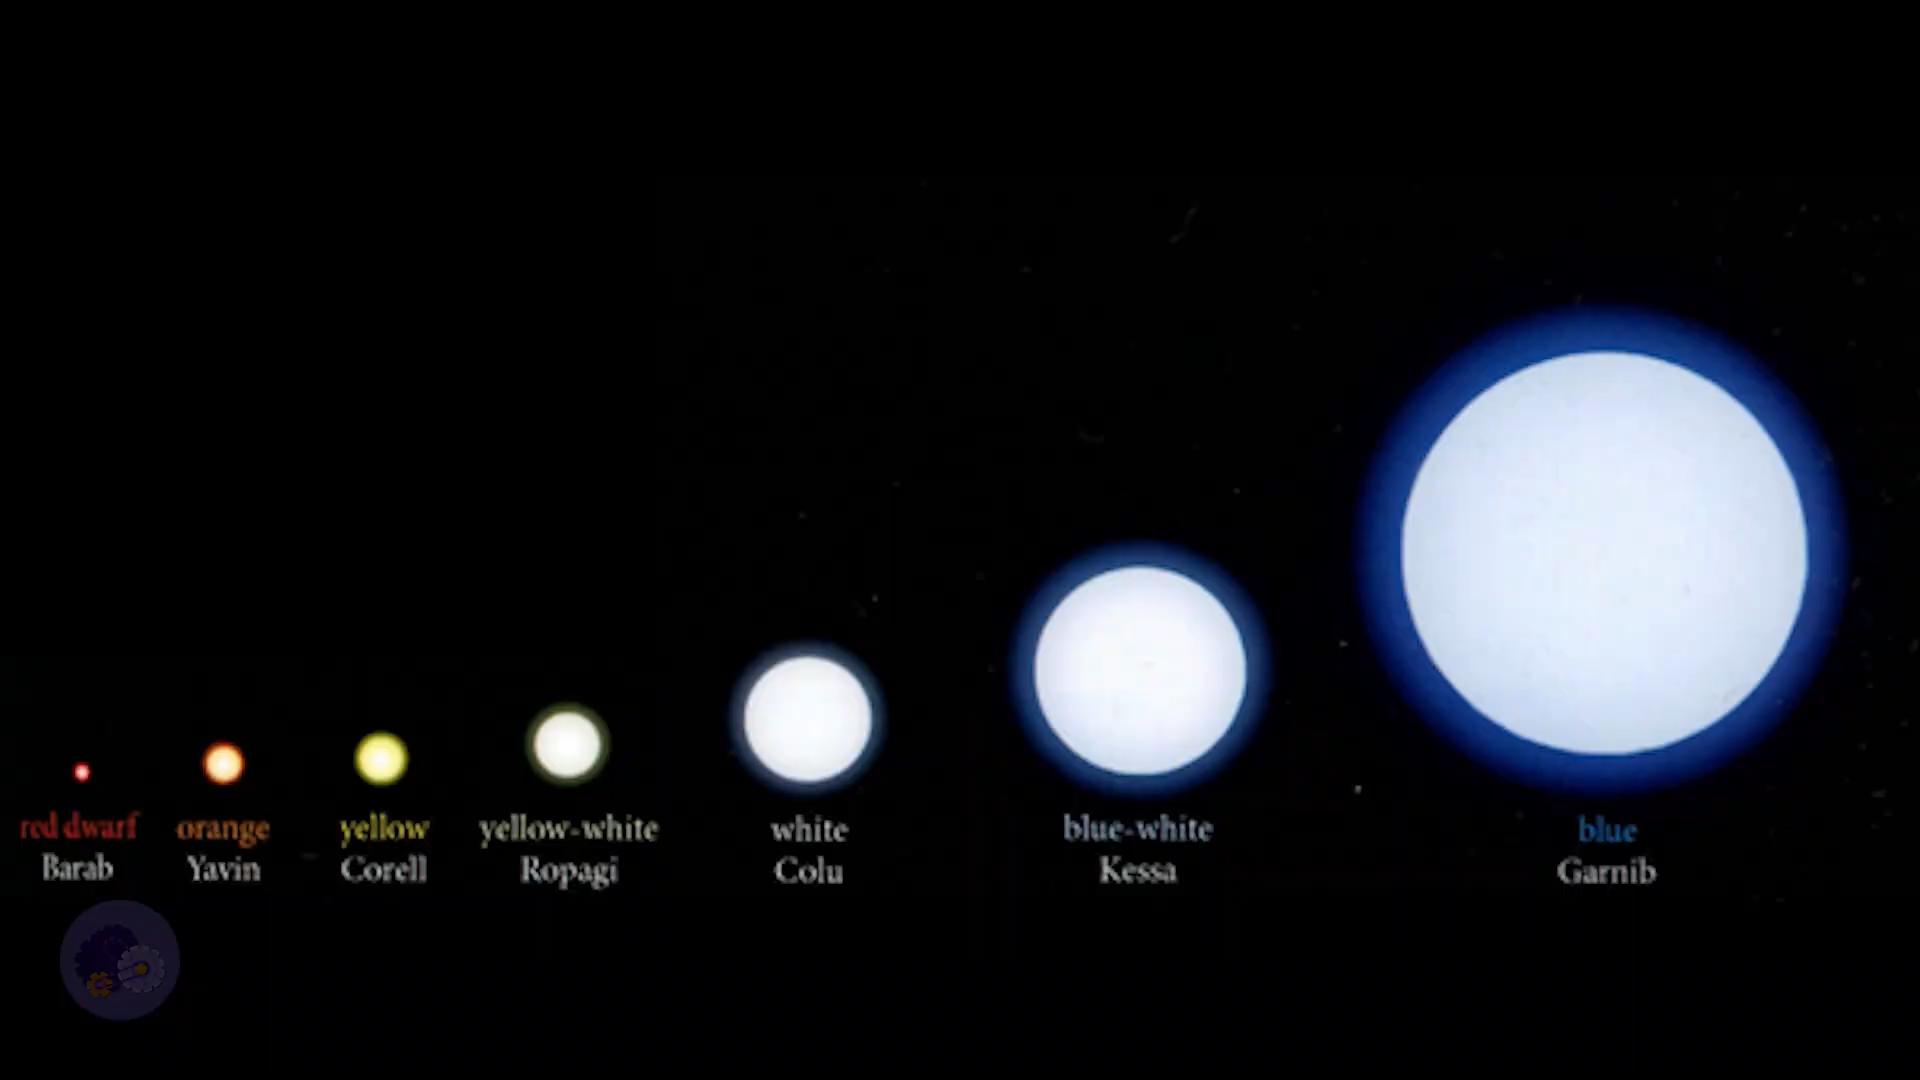 red dwarf
Barab
orange
Yavin
yellow
Corell
yellow-white
Ropagi
white
Colu
blue-white
Kessa
blue
Garnib